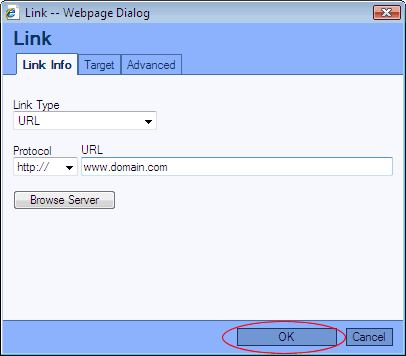 Link -- Webpage Dialog
Link
Link Info Target Advanced
Link Type
URL
Protocol URL
http:// www.domain.com
Browse Server
OK Cancel